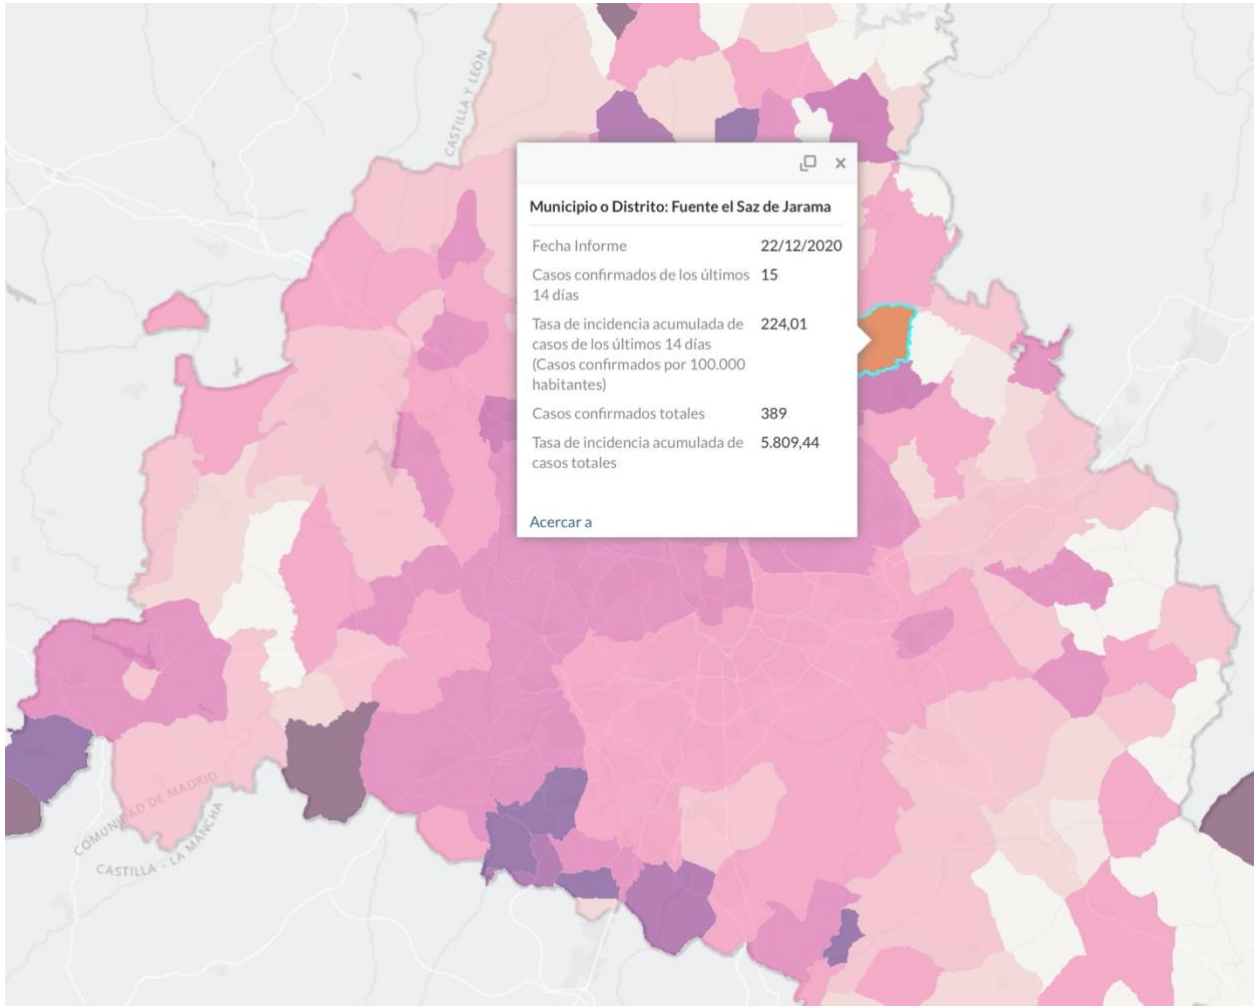 CASTILLA Y LEÓN
Municipio o Distrito: Fuente el Saz de Jarama
Fecha Informe 22/12/2020
Casos confirmados de los últimos 15
14 días
Tasa de incidencia acumulada de 224,01
casos de los últimos 14 días
(Casos confirmados por 100.000
habitantes)
Casos confirmados totales 389
Tasa de incidencia acumulada de 5.809,44
casos totales
Acercar a
COMUNIDAD DE MADRID
CASTILLA - LA MANCHA